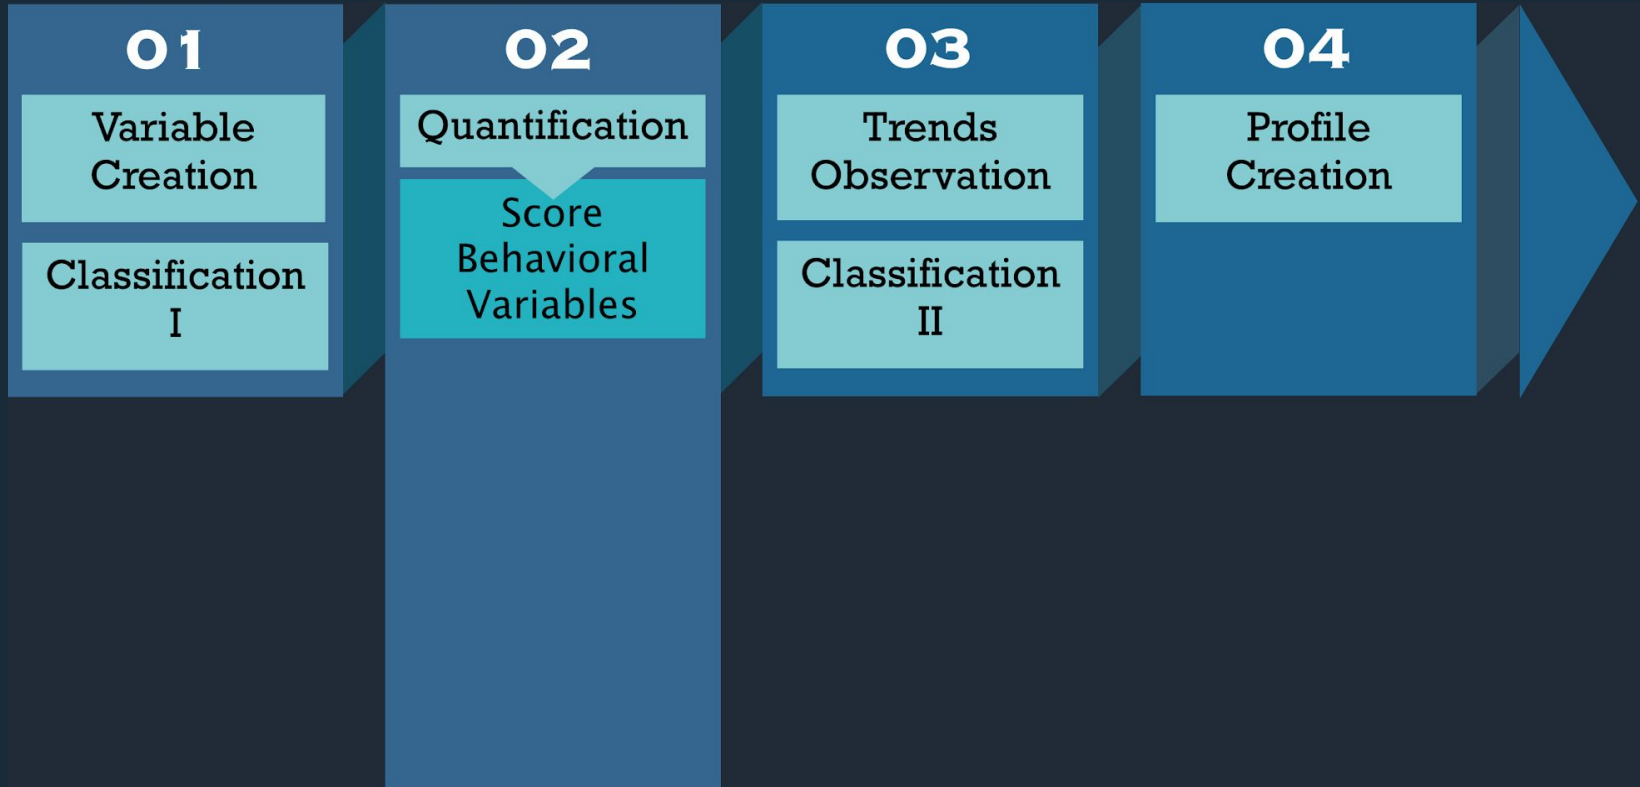 01
Variable
Creation
Classification
I
02
Quantification
Score
Behavioral
Variables
03
Trends
Observation
Classification
II
04
Profile
Creation